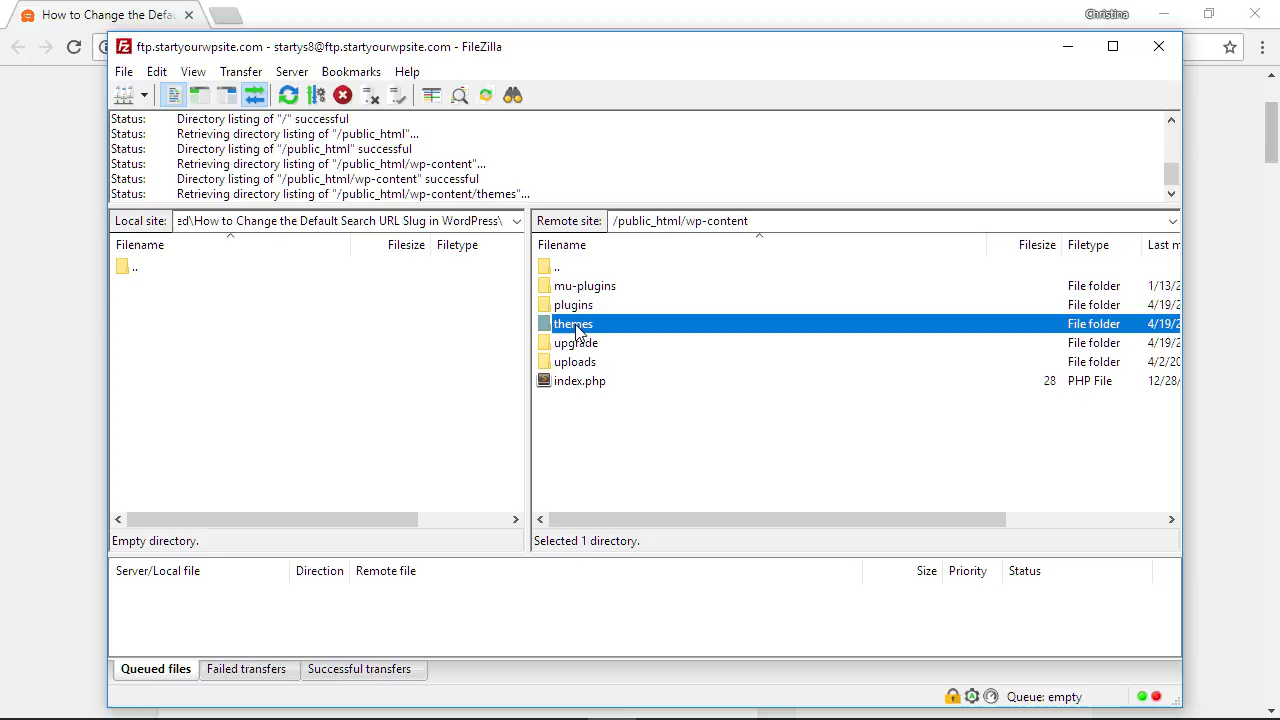 How to Change the Defa
Christina
ftp.startyourwpsite.com - startys8@ftp.startyourwpsite.com - FileZilla
File Edit View Transfer Server Bookmarks Help
Status: Directory listing of "/" successful
Status: Retrieving directory listing of "/public_html"...
Status: Directory listing of "/public_html" successful
Status: Retrieving directory listing of "/public_html/wp-content"...
Status: Directory listing of "/public_html/wp-content" successful
Status: Retrieving directory listing of "/public_html/wp-content/themes"...
Local site: ed\How to Change the Default Search URL Slug in WordPress\ Remote site: /public_html/wp-content
Filename Filesize Filetype Filename Filesize Filetype Last m
.. ..
mu-plugins File folder 1/13/2
plugins File folder 4/19/2
themes File folder 4/19/2
upgrade File folder 4/19/2
uploads File folder 4/2/20
index.php 28 PHP File 12/28/
Empty directory. Selected 1 directory.
Server/Local file Direction Remote file Size Priority Status
Queued files Failed transfers Successful transfers
Queue: empty